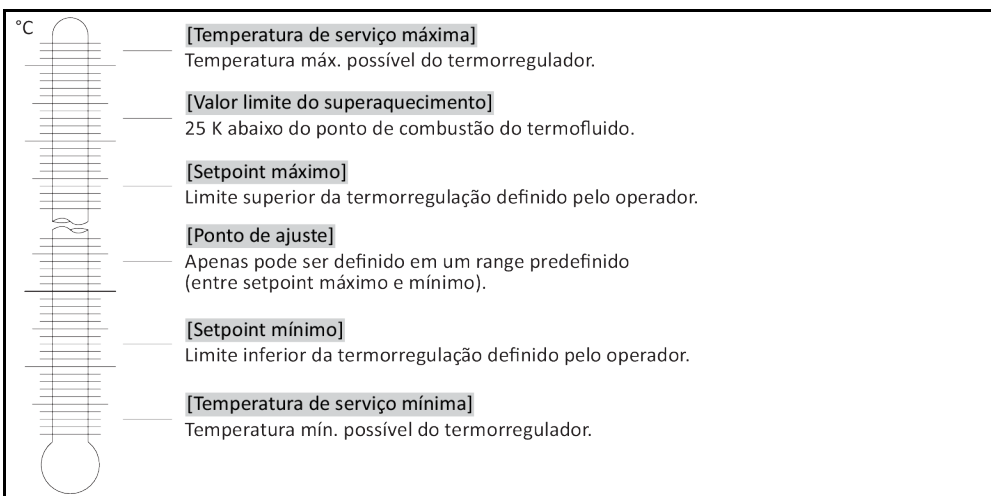 °C
[Temperatura de serviço máxima]
Temperatura máx. possível do termorregulador.
[Valor limite do superaquecimento]
25 K abaixo do ponto de combustão do termofluido.
[Setpoint máximo]
Limite superior da termorregulação definido pelo operador.
[Ponto de ajuste]
Apenas pode ser definido em um range predefinido
(entre setpoint máximo e mínimo).
[Setpoint mínimo]
Limite inferior da termorregulação definido pelo operador.
[Temperatura de serviço mínima]
Temperatura mín. possível do termorregulador.